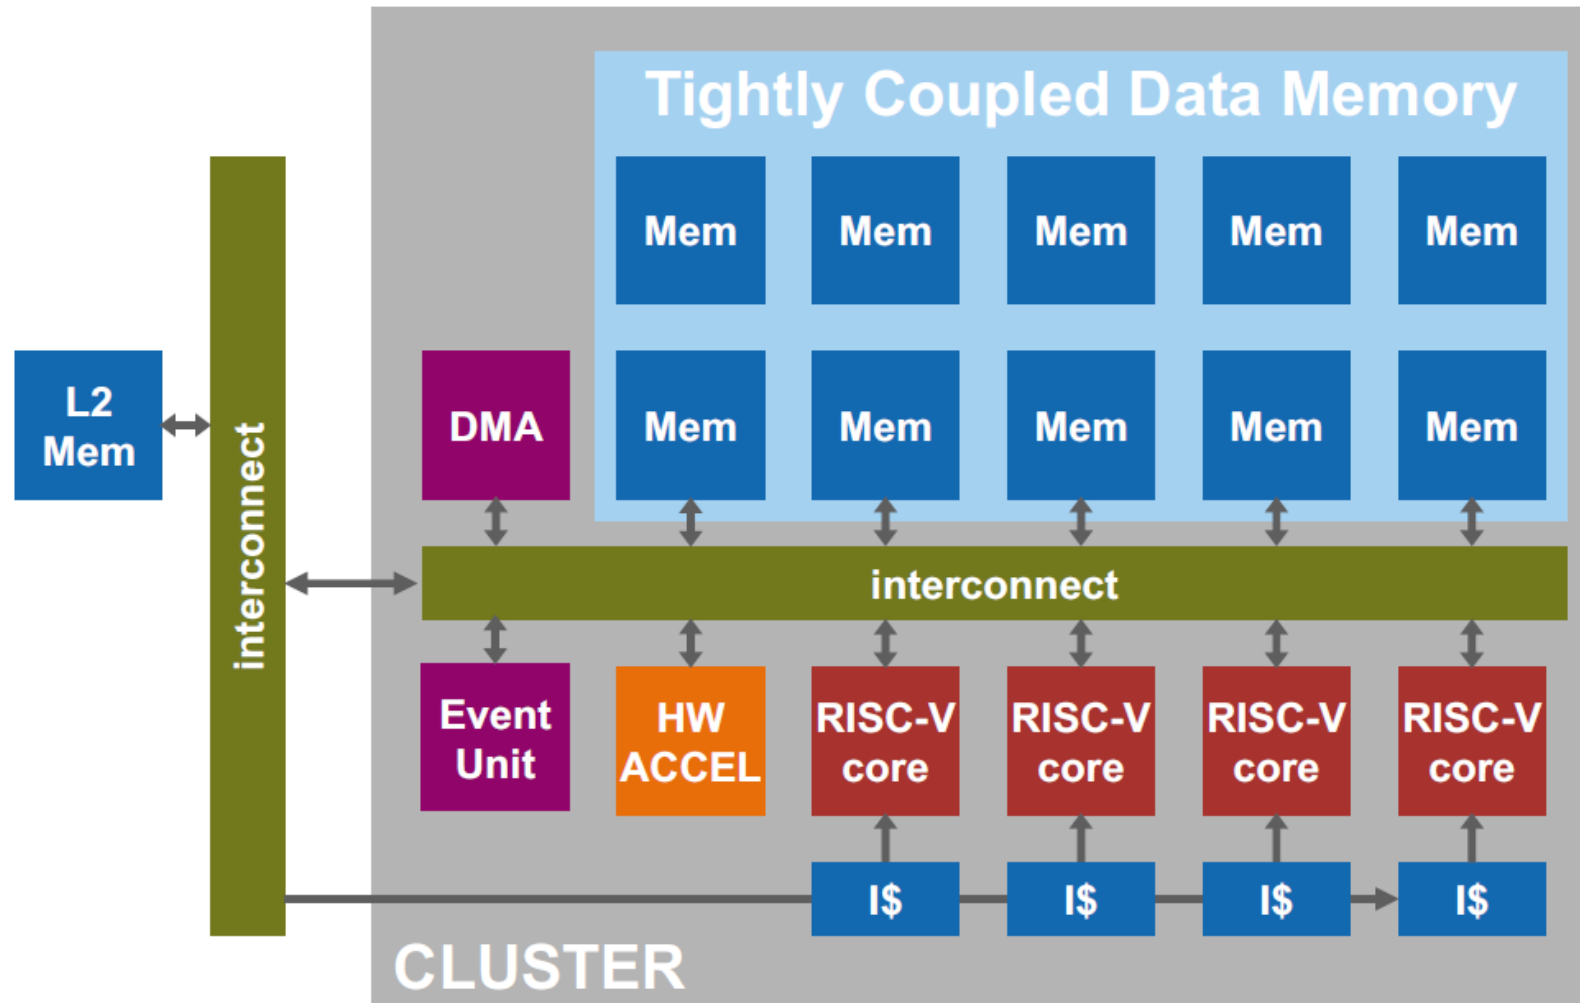 Tightly Coupled Data Memory
Mem
Mem
Mem
Mem
Mem
L2
Mem
interconnect
DMA
Mem
Mem
Mem
Mem
Mem
interconnect
Event
Unit
HW
ACCEL
RISC-V
core
RISC-V
core
RISC-V
core
RISC-V
core
I$
I$
I$
I$
CLUSTER